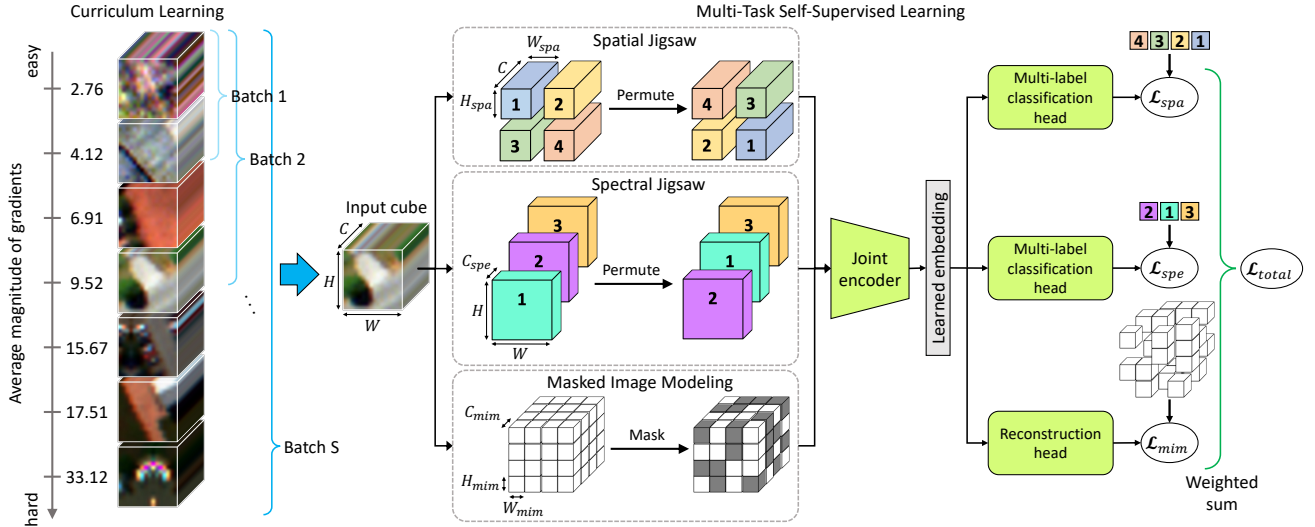 Curriculum Learning
Multi-Task Self-Supervised Learning
easy
Average magnitude of gradients
hard
2.76
4.12
6.91
9.52
15.67
17.51
33.12
Batch 1
Batch 2
⋱
Batch S
Input cube
C
H
W
Spatial Jigsaw
W_spa
C
H_spa
1 2
3 4
Permute
4 3
2 1
Spectral Jigsaw
C_spe
H
W
3
2
1
Permute
3
1
2
Masked Image Modeling
C_mim
H_mim
W_mim
Mask
Joint
encoder
Learned embedding
Multi-label
classification
head
4 3 2 1
ℒ_spa
Multi-label
classification
head
2 1 3
ℒ_spe
Reconstruction
head
ℒ_mim
Weighted
sum
ℒ_total